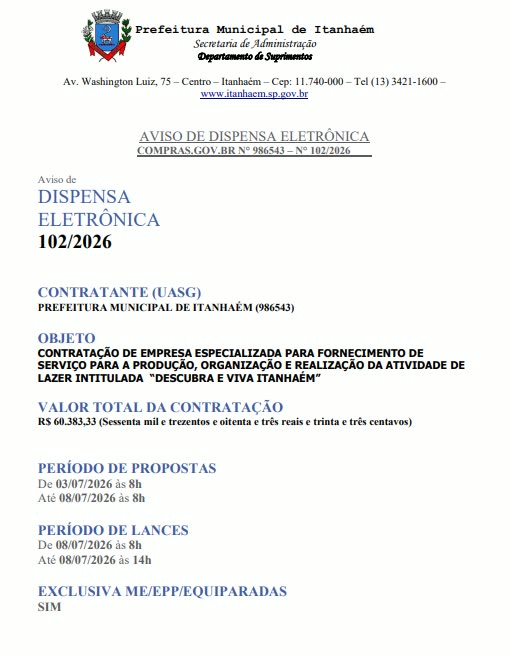 Prefeitura Municipal de Itanhaém
Secretaria de Administração
Departamento de Suprimentos
Av. Washington Luiz, 75 – Centro – Itanhaém – Cep: 11.740-000 – Tel (13) 3421-1600 –
www.itanhaem.sp.gov.br
AVISO DE DISPENSA ELETRÔNICA
COMPRAS.GOV.BR N° 986543 – N° 102/2026
Aviso de
DISPENSA
ELETRÔNICA
102/2026
CONTRATANTE (UASG)
PREFEITURA MUNICIPAL DE ITANHAÉM (986543)
OBJETO
CONTRATAÇÃO DE EMPRESA ESPECIALIZADA PARA FORNECIMENTO DE
SERVIÇO PARA A PRODUÇÃO, ORGANIZAÇÃO E REALIZAÇÃO DA ATIVIDADE DE
LAZER INTITULADA “DESCUBRA E VIVA ITANHAÉM”
VALOR TOTAL DA CONTRATAÇÃO
R$ 60.383,33 (Sessenta mil e trezentos e oitenta e três reais e trinta e três centavos)
PERÍODO DE PROPOSTAS
De 03/07/2026 às 8h
Até 08/07/2026 às 8h
PERÍODO DE LANCES
De 08/07/2026 às 8h
Até 08/07/2026 às 14h
EXCLUSIVA ME/EPP/EQUIPARADAS
SIM